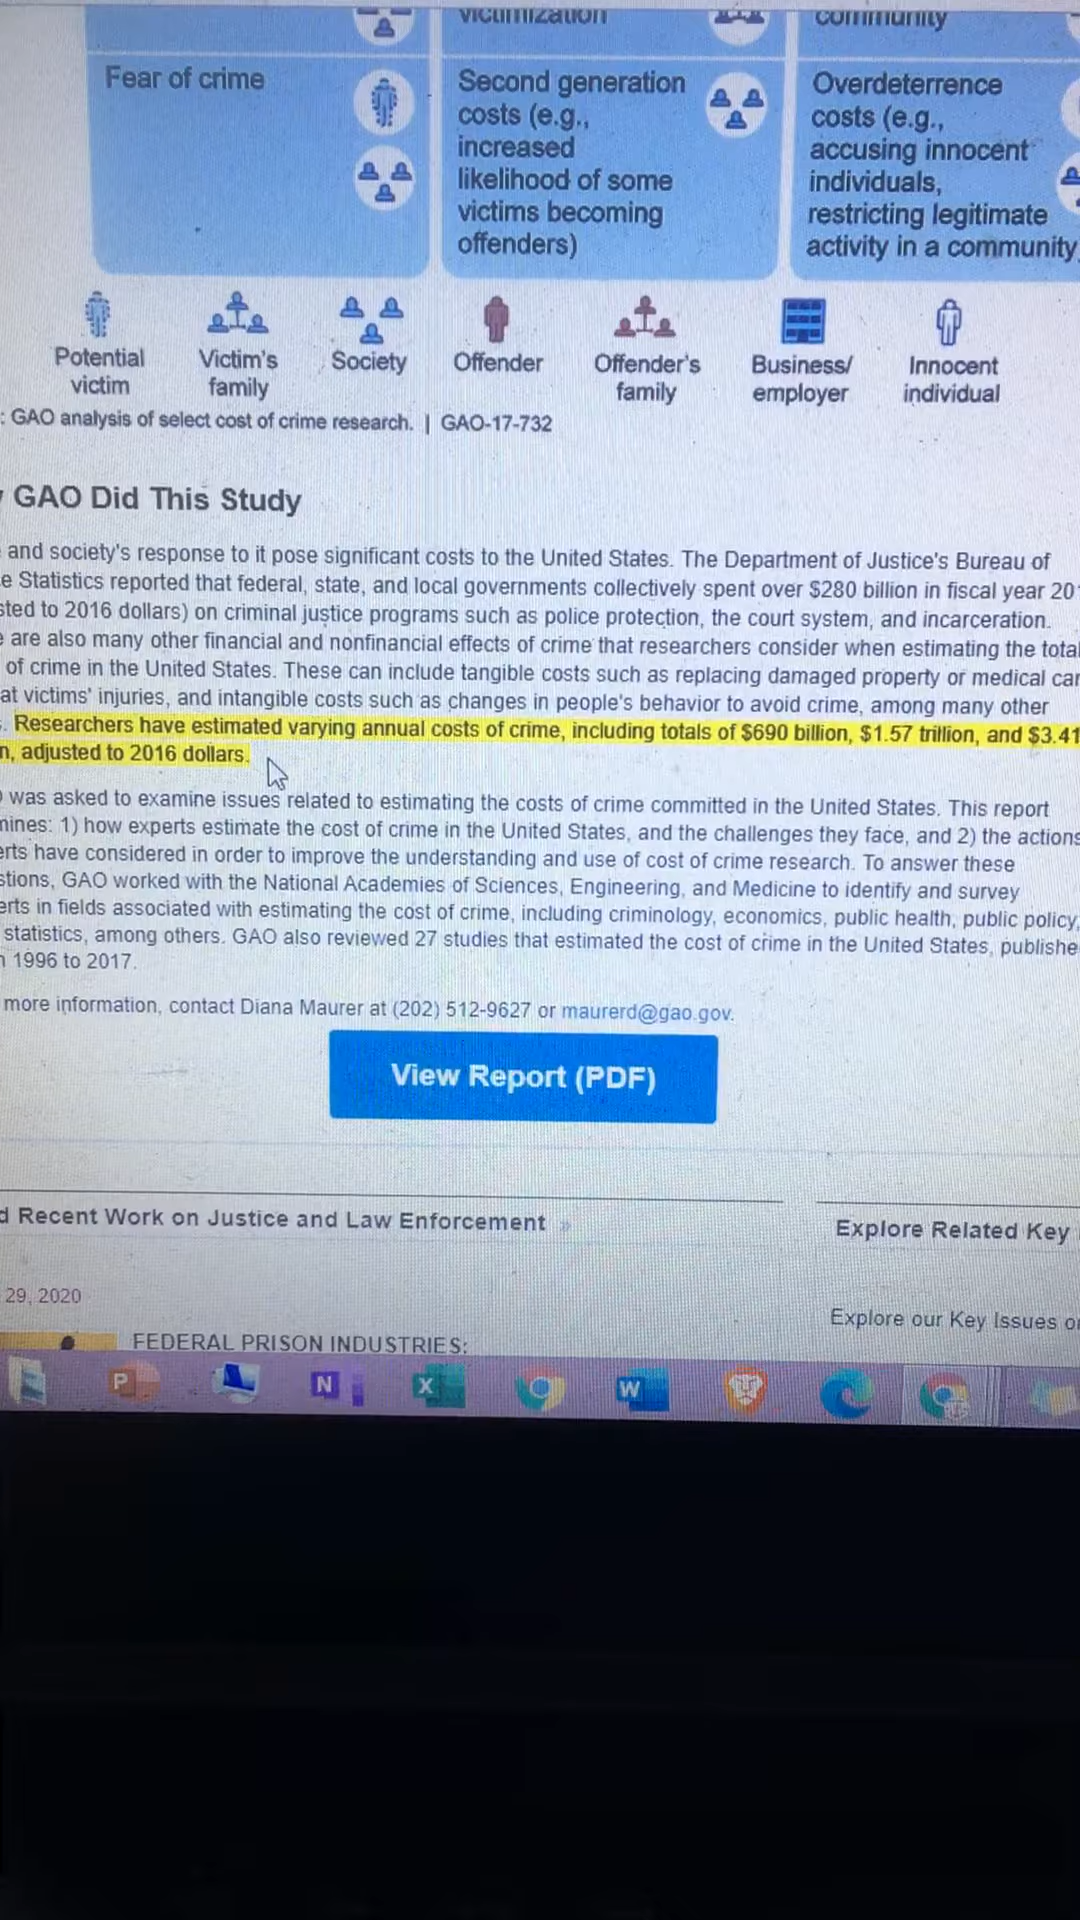 victimization
community
Fear of crime
Second generation
costs (e.g.,
increased
likelihood of some
victims becoming
offenders)
Overdeterrence
costs (e.g.,
accusing innocent
individuals,
restricting legitimate
activity in a community
Potential
victim
Victim's
family
Society
Offender
Offender's
family
Business/
employer
Innocent
individual
: GAO analysis of select cost of crime research. | GAO-17-732
GAO Did This Study
and society's response to it pose significant costs to the United States. The Department of Justice's Bureau of
e Statistics reported that federal, state, and local governments collectively spent over $280 billion in fiscal year 20
sted to 2016 dollars) on criminal justice programs such as police protection, the court system, and incarceration.
e are also many other financial and nonfinancial effects of crime that researchers consider when estimating the total
of crime in the United States. These can include tangible costs such as replacing damaged property or medical car
at victims' injuries, and intangible costs such as changes in people's behavior to avoid crime, among many other
. Researchers have estimated varying annual costs of crime, including totals of $690 billion, $1.57 trillion, and $3.41
n, adjusted to 2016 dollars.
O was asked to examine issues related to estimating the costs of crime committed in the United States. This report
mines: 1) how experts estimate the cost of crime in the United States, and the challenges they face, and 2) the actions
erts have considered in order to improve the understanding and use of cost of crime research. To answer these
stions, GAO worked with the National Academies of Sciences, Engineering, and Medicine to identify and survey
erts in fields associated with estimating the cost of crime, including criminology, economics, public health, public policy,
statistics, among others. GAO also reviewed 27 studies that estimated the cost of crime in the United States, publishe
n 1996 to 2017.
more information, contact Diana Maurer at (202) 512-9627 or maurerd@gao.gov.
View Report (PDF)
d Recent Work on Justice and Law Enforcement »
Explore Related Key
29, 2020
Explore our Key Issues o
FEDERAL PRISON INDUSTRIES:
P
N
X
W